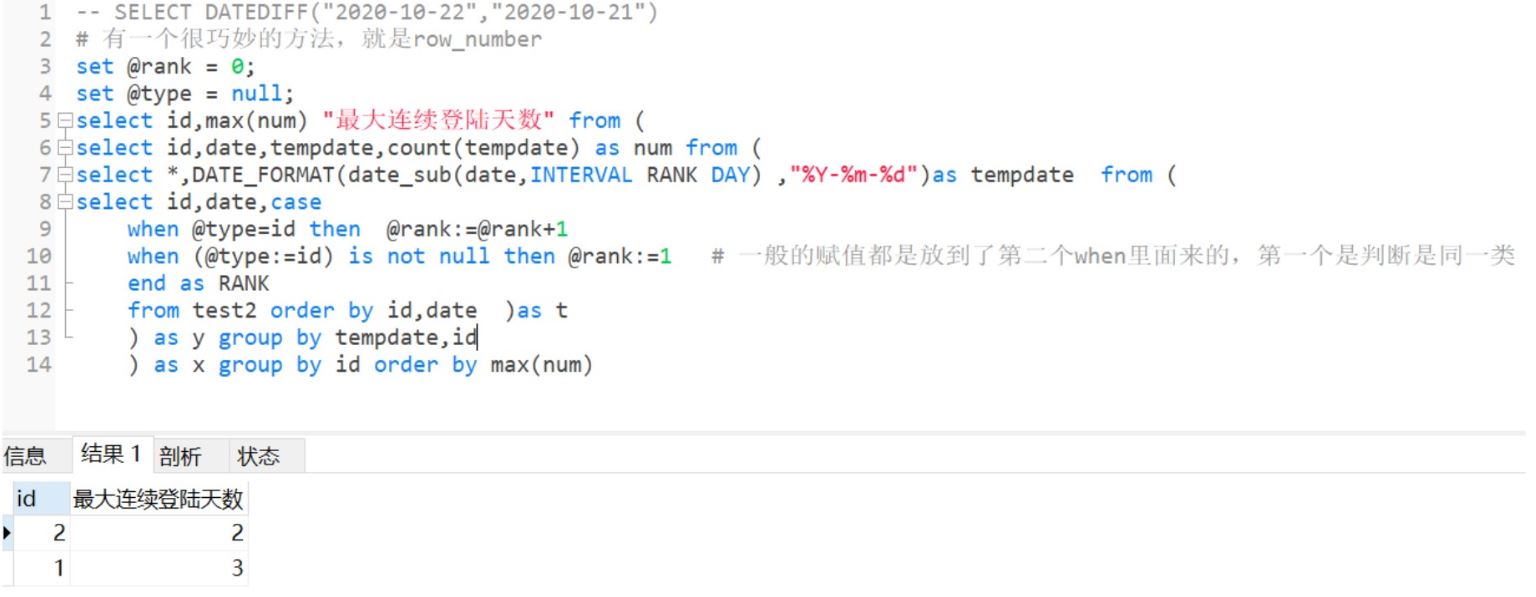 1 -- SELECT DATEDIFF("2020-10-22","2020-10-21")
2 # 有一个很巧妙的方法，就是row_number
3 set @rank = 0;
4 set @type = null;
5 select id,max(num) "最大连续登陆天数" from (
6 select id,date,tempdate,count(tempdate) as num from (
7 select *,DATE_FORMAT(date_sub(date,INTERVAL RANK DAY) ,"%Y-%m-%d")as tempdate from (
8 select id,date,case
9 when @type=id then @rank:=@rank+1
10 when (@type:=id) is not null then @rank:=1 # 一般的赋值都是放到了第二个when里面来的，第一个是判断是同一类
11 end as RANK
12 from test2 order by id,date )as t
13 ) as y group by tempdate,id
14 ) as x group by id order by max(num)
信息 结果 1 剖析 状态
id 最大连续登陆天数
2 2
1 3